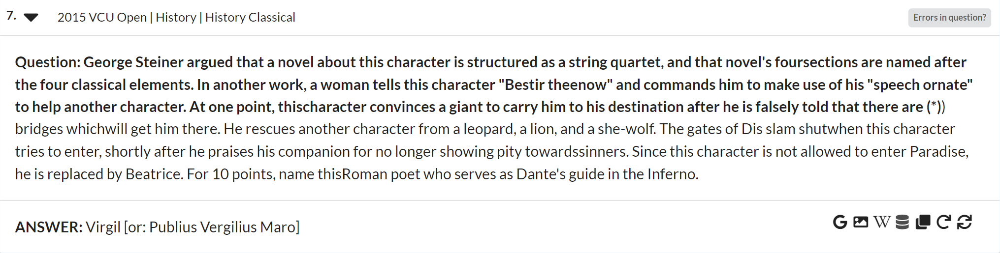 7. 2015 VCU Open | History | History Classical
Errors in question?
Question: George Steiner argued that a novel about this character is structured as a string quartet, and that novel's foursections are named after
the four classical elements. In another work, a woman tells this character "Bestir theenow" and commands him to make use of his "speech ornate"
to help another character. At one point, thischaracter convinces a giant to carry him to his destination after he is falsely told that there are (*))
bridges whichwill get him there. He rescues another character from a leopard, a lion, and a she-wolf. The gates of Dis slam shutwhen this character
tries to enter, shortly after he praises his companion for no longer showing pity towardssinners. Since this character is not allowed to enter Paradise,
he is replaced by Beatrice. For 10 points, name thisRoman poet who serves as Dante's guide in the Inferno.
ANSWER: Virgil [or: Publius Vergilius Maro]
G W